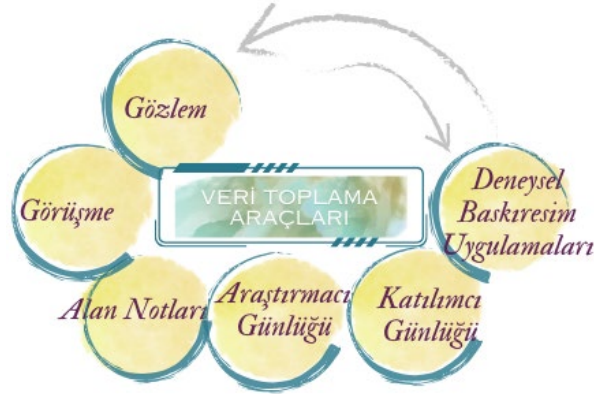 Gözlem
Görüşme
VERİ TOPLAMA
ARAÇLARI
Deneysel
Baskıresim
Uygulamaları
Alan Notları
Araştırmacı
Günlüğü
Katılımcı
Günlüğü